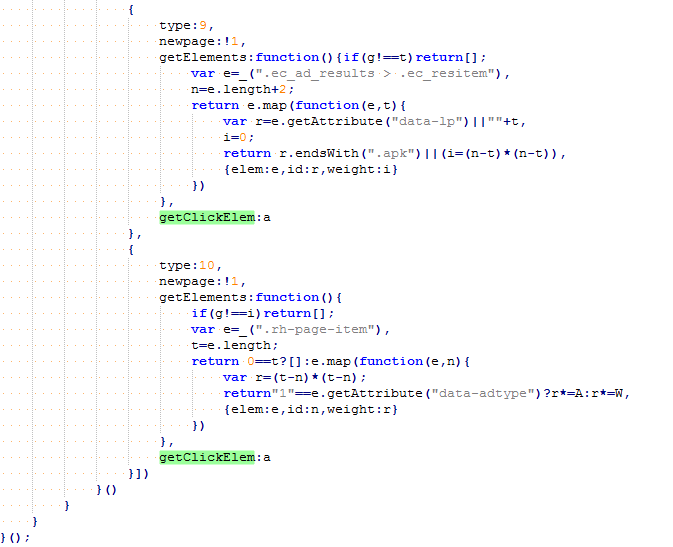 {
type:9,
newpage:!1,
getElements:function(){if(g!==t)return[];
var e=_(".ec_ad_results > .ec_resitem"),
n=e.length+2;
return e.map(function(e,t){
var r=e.getAttribute("data-lp")||""+t,
i=0;
return r.endsWith(".apk")||(i=(n-t)*(n-t)),
{elem:e,id:r,weight:i}
})
},
getClickElem:a
},
{
type:10,
newpage:!1,
getElements:function(){
if(g!==i)return[];
var e=_(".rh-page-item"),
t=e.length;
return 0==t?[]:e.map(function(e,n){
var r=(t-n)*(t-n);
return"1"==e.getAttribute("data-adtype")?r*=A:r*=W,
{elem:e,id:n,weight:r}
})
},
getClickElem:a
}])
}()
}
}
}();